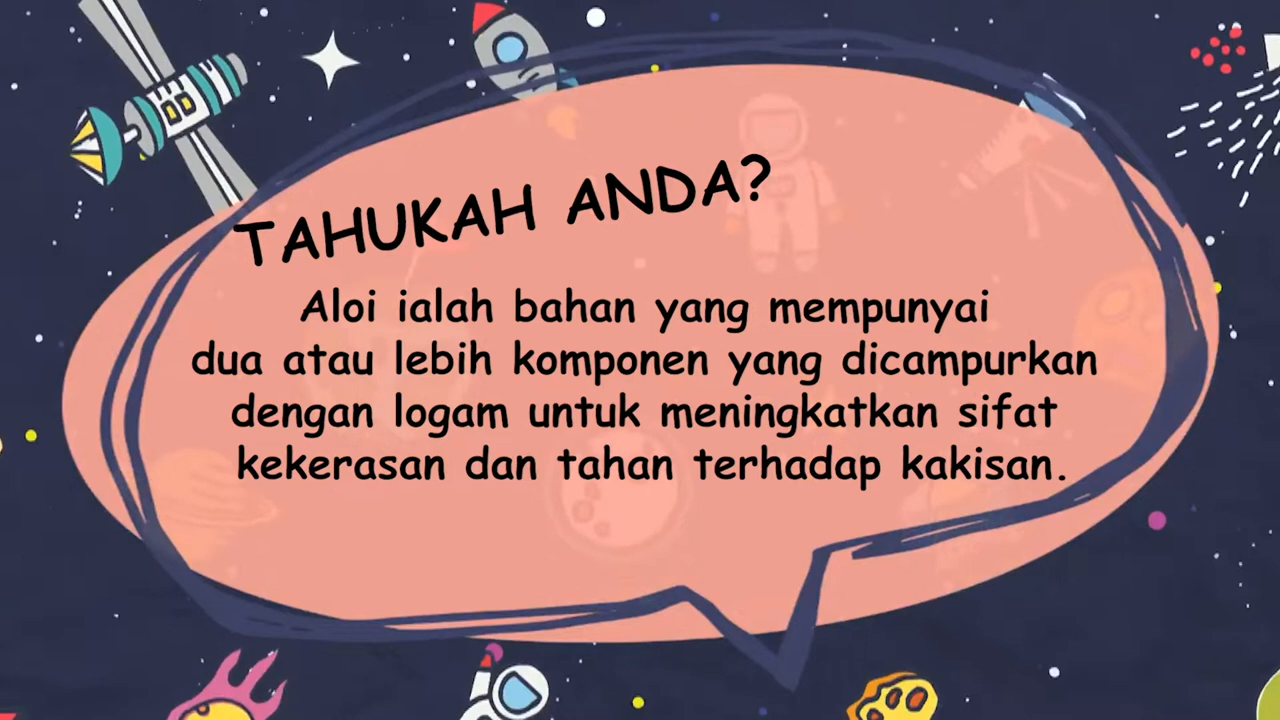 TAHUKAH ANDA?
Aloi ialah bahan yang mempunyai
dua atau lebih komponen yang dicampurkan
dengan logam untuk meningkatkan sifat
kekerasan dan tahan terhadap kakisan.